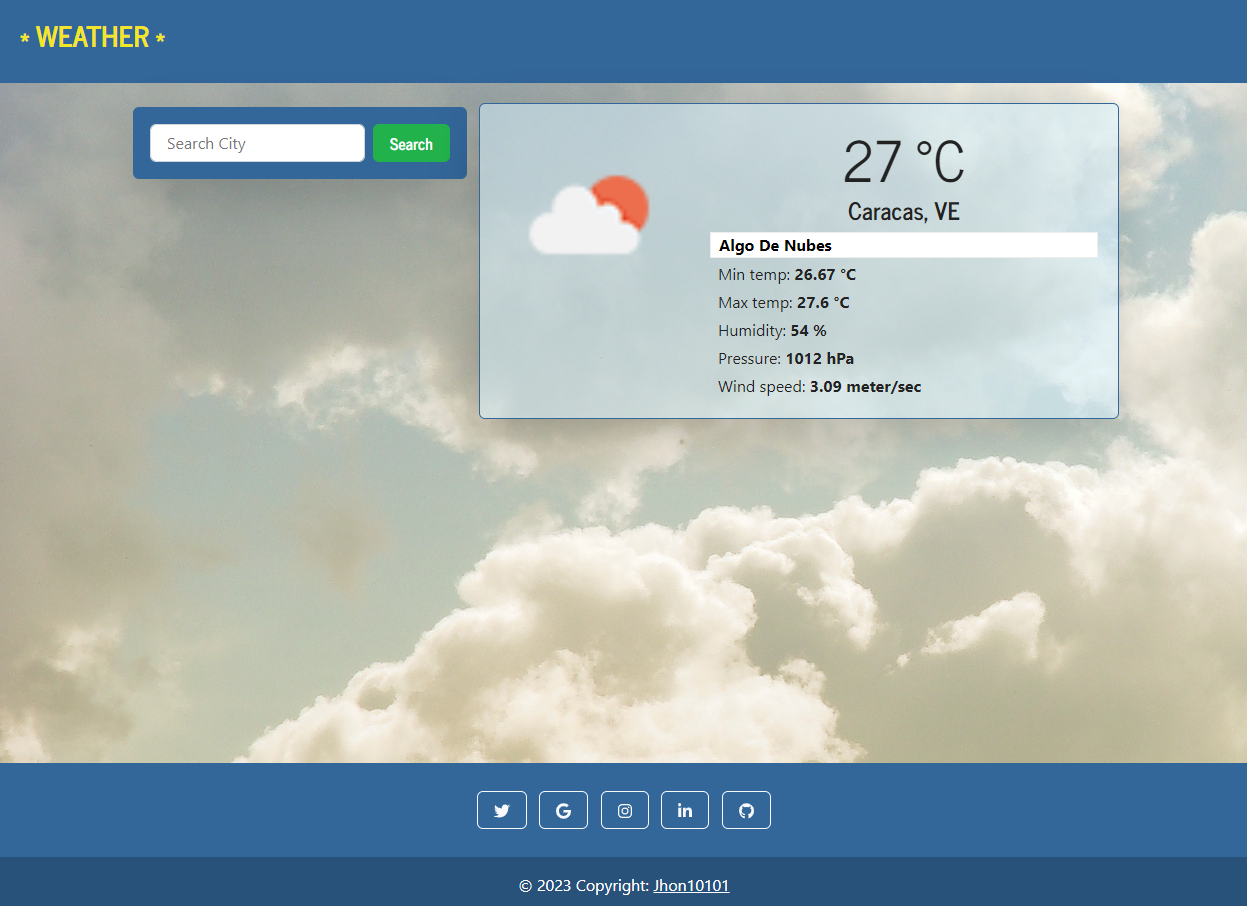 * WEATHER *
Search City
Search
27 °C
Caracas, VE
Algo De Nubes
Min temp: 26.67 °C
Max temp: 27.6 °C
Humidity: 54 %
Pressure: 1012 hPa
Wind speed: 3.09 meter/sec
© 2023 Copyright: Jhon10101